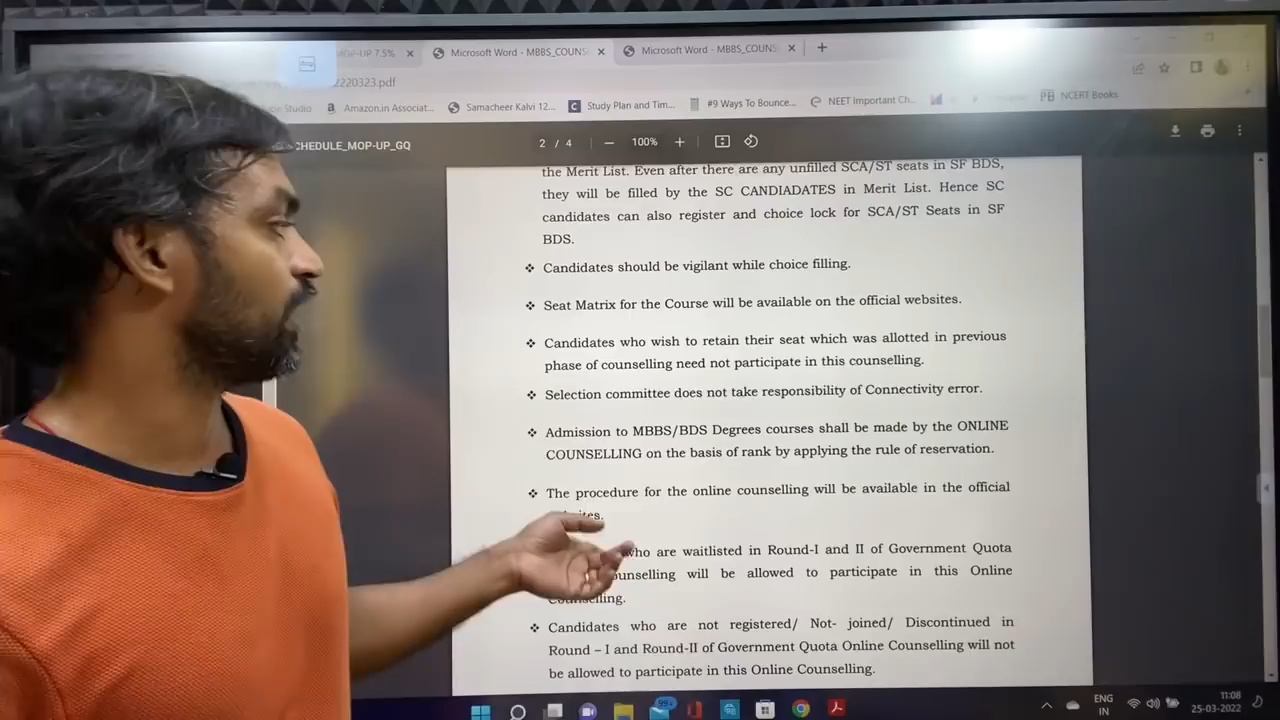 MOP-UP 7.5%
Microsoft Word - MBBS_COUNS
Microsoft Word - MBBS_COUNS
2220323.pdf
Studio
Amazon.in Associat...
Samacheer Kalvi 12...
Study Plan and Tim...
#9 Ways To Bounce...
NEET Important Ch...
NCERT Books
CHEDULE_MOP-UP_GQ
2 / 4
100%
the Merit List. Even after there are any unfilled SCA/ST seats in SF BDS,
they will be filled by the SC CANDIADATES in Merit List. Hence SC
candidates can also register and choice lock for SCA/ST Seats in SF
BDS.
❖ Candidates should be vigilant while choice filling.
❖ Seat Matrix for the Course will be available on the official websites.
❖ Candidates who wish to retain their seat which was allotted in previous
phase of counselling need not participate in this counselling.
❖ Selection committee does not take responsibility of Connectivity error.
❖ Admission to MBBS/BDS Degrees courses shall be made by the ONLINE
COUNSELLING on the basis of rank by applying the rule of reservation.
❖ The procedure for the online counselling will be available in the official
who are waitlisted in Round-I and II of Government Quota
ounselling will be allowed to participate in this Online
Counselling.
❖ Candidates who are not registered/ Not- joined/ Discontinued in
Round – I and Round-II of Government Quota Online Counselling will not
be allowed to participate in this Online Counselling.
99+
ENG
IN
11:08
25-03-2022